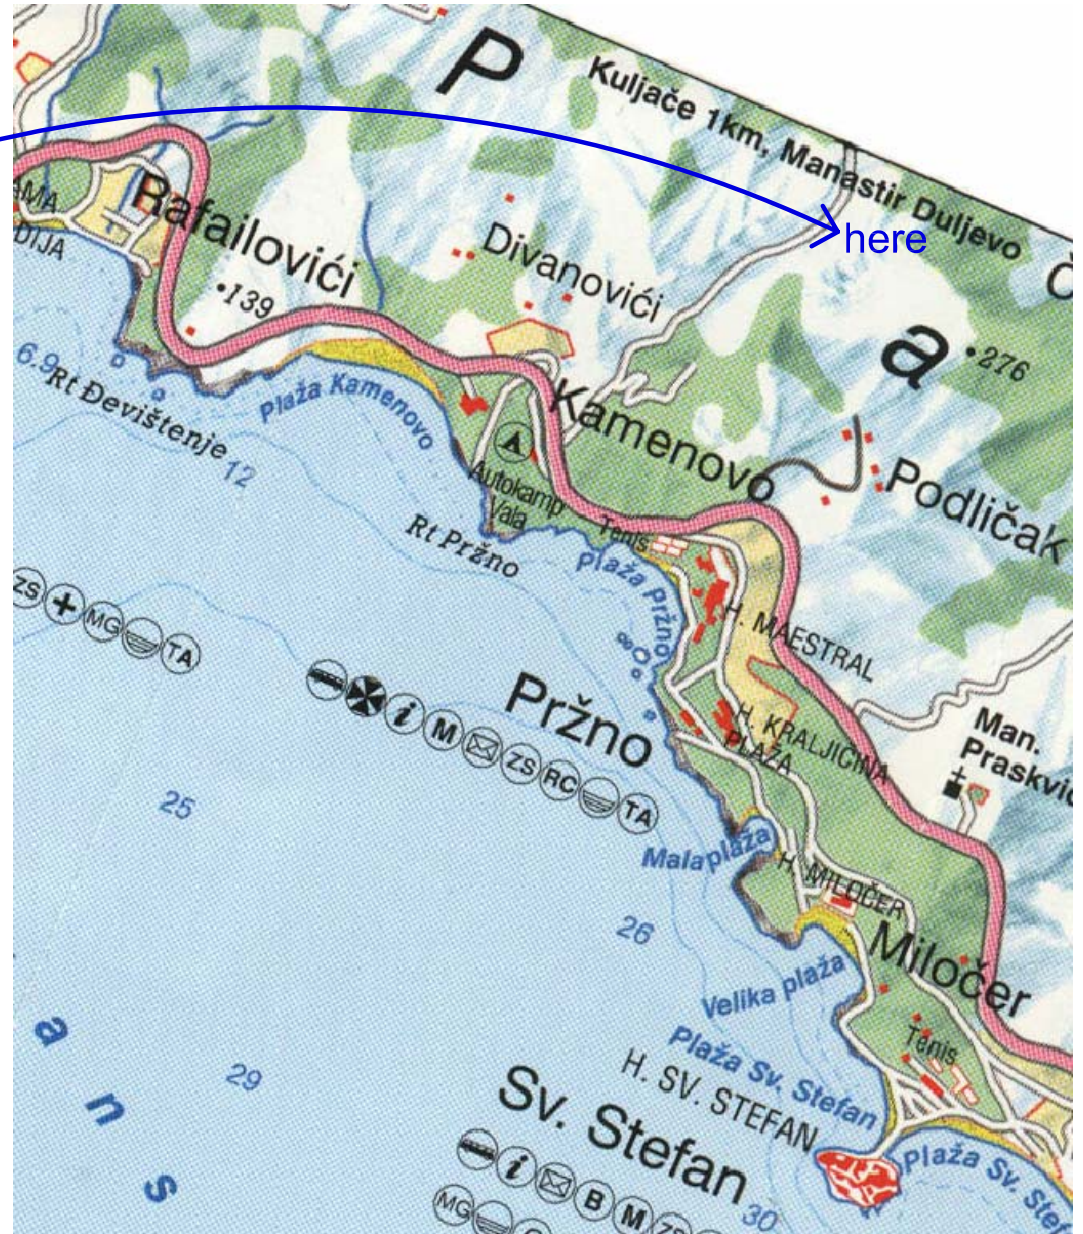 P
Kuljače 1km, Manastir Duljevo
here
AMA
DIJA
Rafailovići
•139
Divanovići
a
•276
6.9
Rt Đevištenje
12
Plaža Kamenovo
Kamenovo
Autokamp
Vala
Podličak
Rt Pržno
Tenis
Plaža Pržno
H. MAESTRAL
ZS
MG
TA
Pržno
i M ZS RC TA
H. KRALJIČINA
PLAŽA
Man.
25
Mala plaža
H. MILOČER
26
Miločer
Velika plaža
Tenis
a
n
s
29
Plaža Sv. Stefan
H. SV. STEFAN
Sv. Stefan
i B M ZS
MG
30
Plaža Sv. Stef